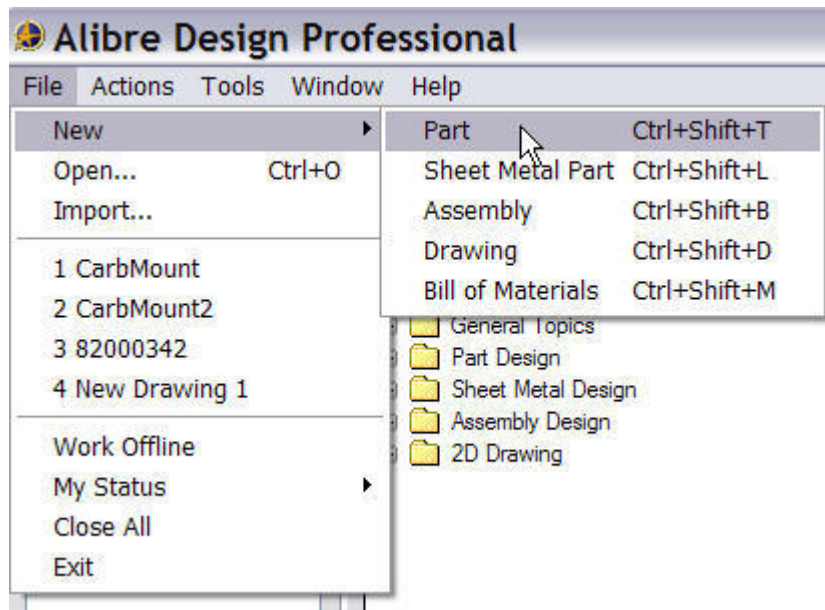 Alibre Design Professional
File Actions Tools Window Help
New
Open... Ctrl+O
Import...
1 CarbMount
2 CarbMount2
3 82000342
4 New Drawing 1
Work Offline
My Status
Close All
Exit
Part Ctrl+Shift+T
Sheet Metal Part Ctrl+Shift+L
Assembly Ctrl+Shift+B
Drawing Ctrl+Shift+D
Bill of Materials Ctrl+Shift+M
General Topics
Part Design
Sheet Metal Design
Assembly Design
2D Drawing